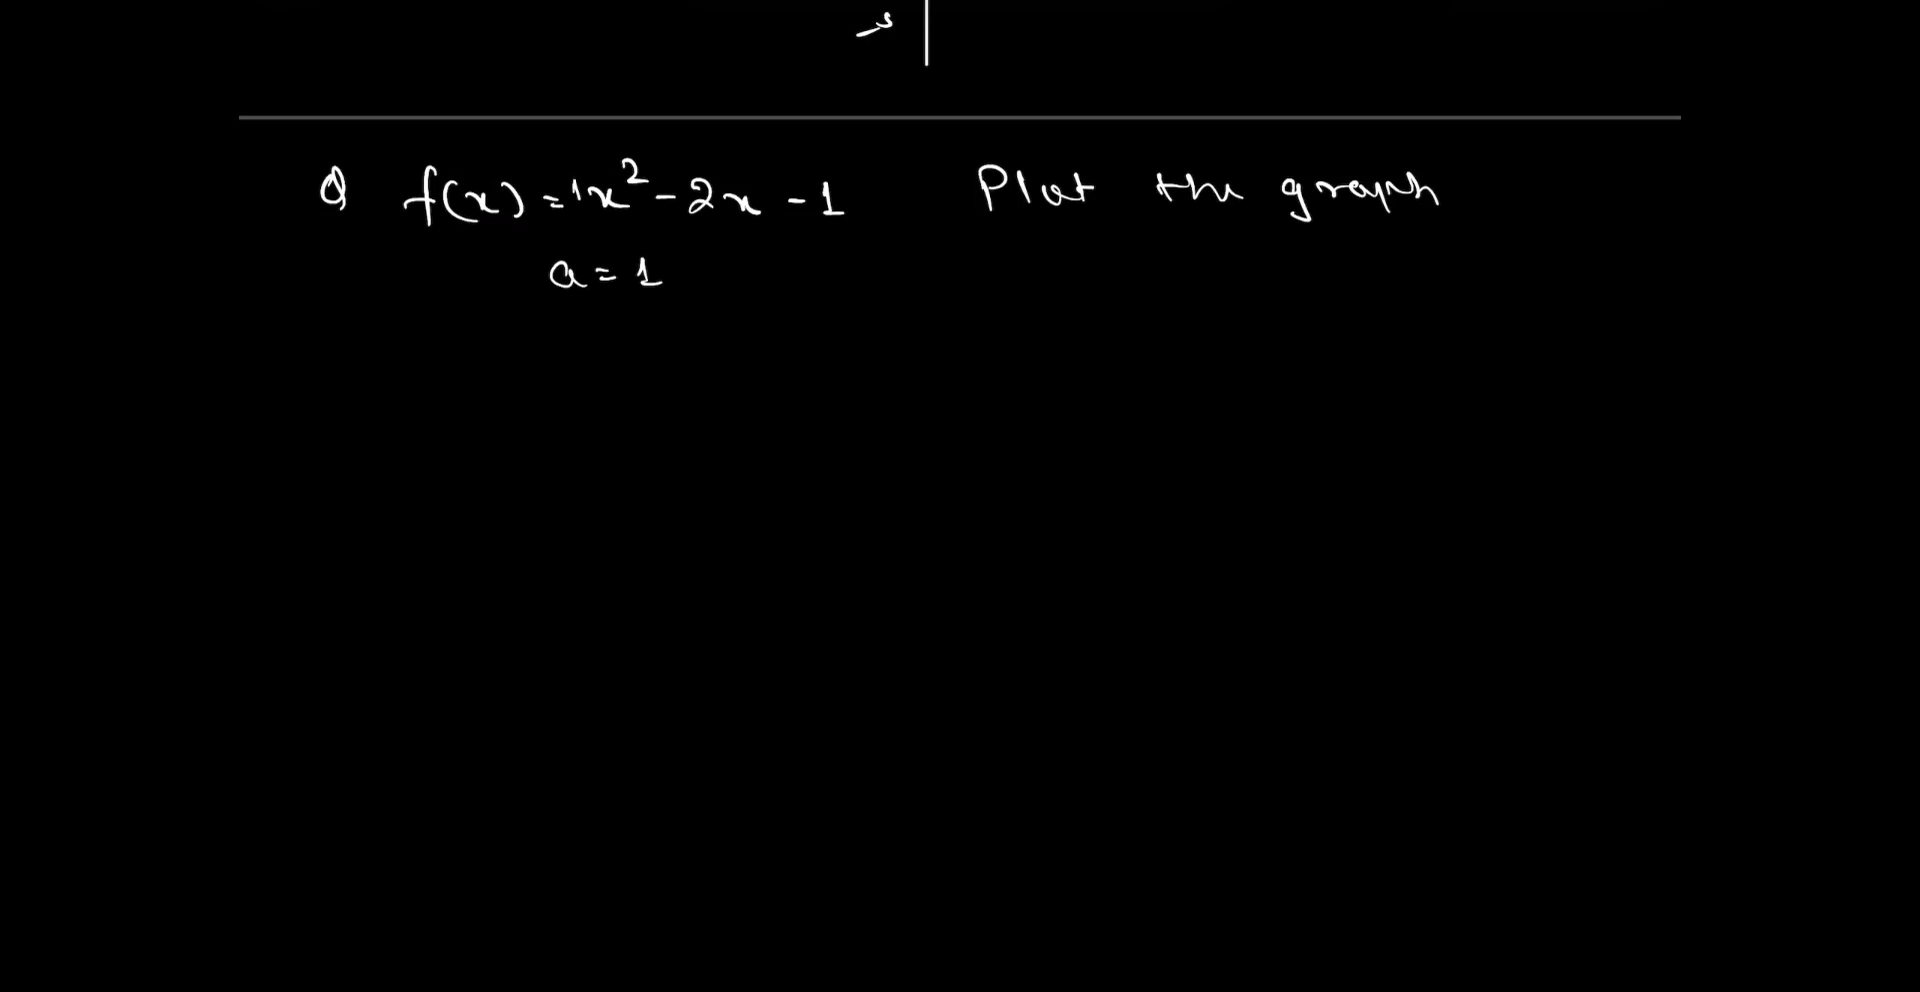 Q f(x) = 1x² - 2x - 1 Plot the graph
a = 1